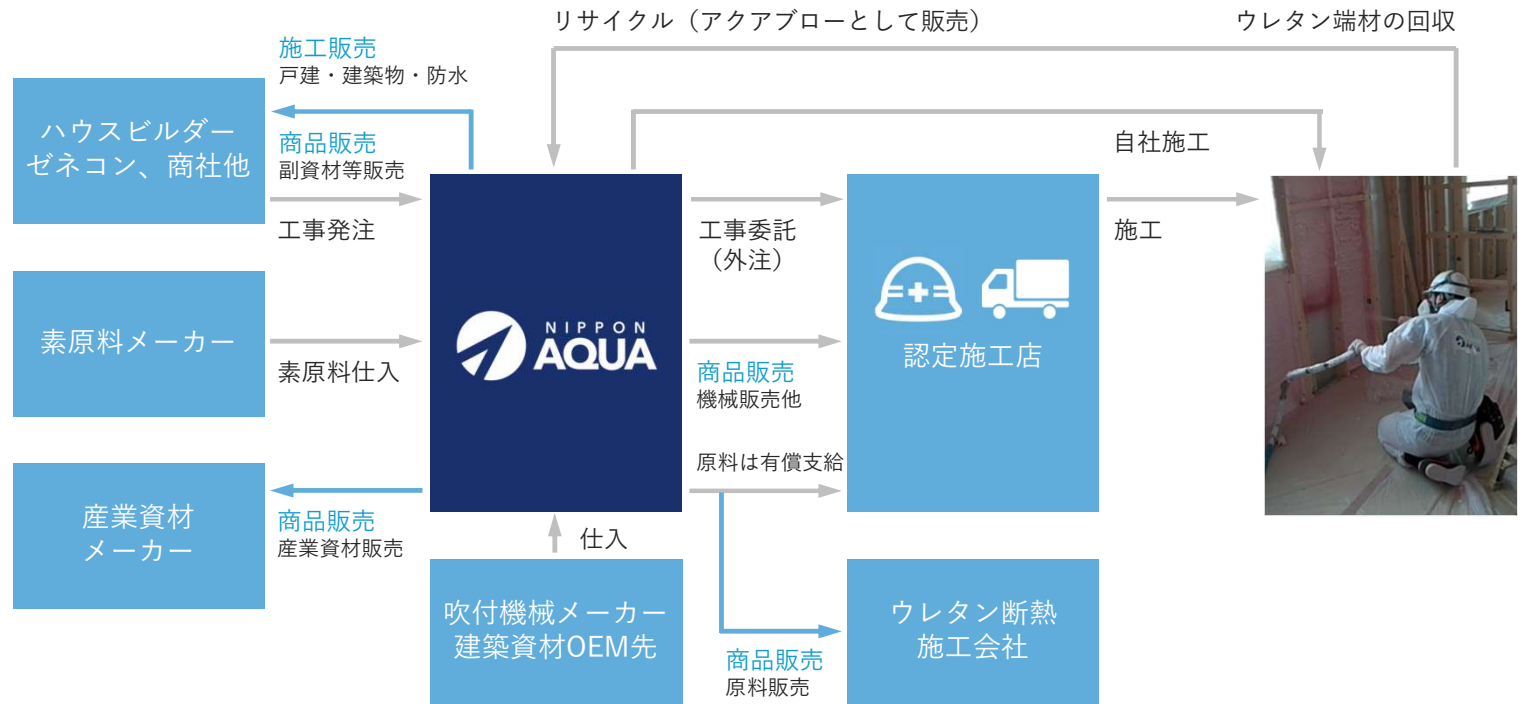 リサイクル（アクアブローとして販売）
ウレタン端材の回収
施工販売
戸建・建築物・防水
ハウスビルダー
ゼネコン、商社他
商品販売
副資材等販売
工事発注
自社施工
工事委託
（外注）
施工
素原料メーカー
素原料仕入
NIPPON
AQUA
商品販売
機械販売他
認定施工店
原料は有償支給
産業資材
メーカー
商品販売
産業資材販売
仕入
吹付機械メーカー
建築資材OEM先
商品販売
原料販売
ウレタン断熱
施工会社